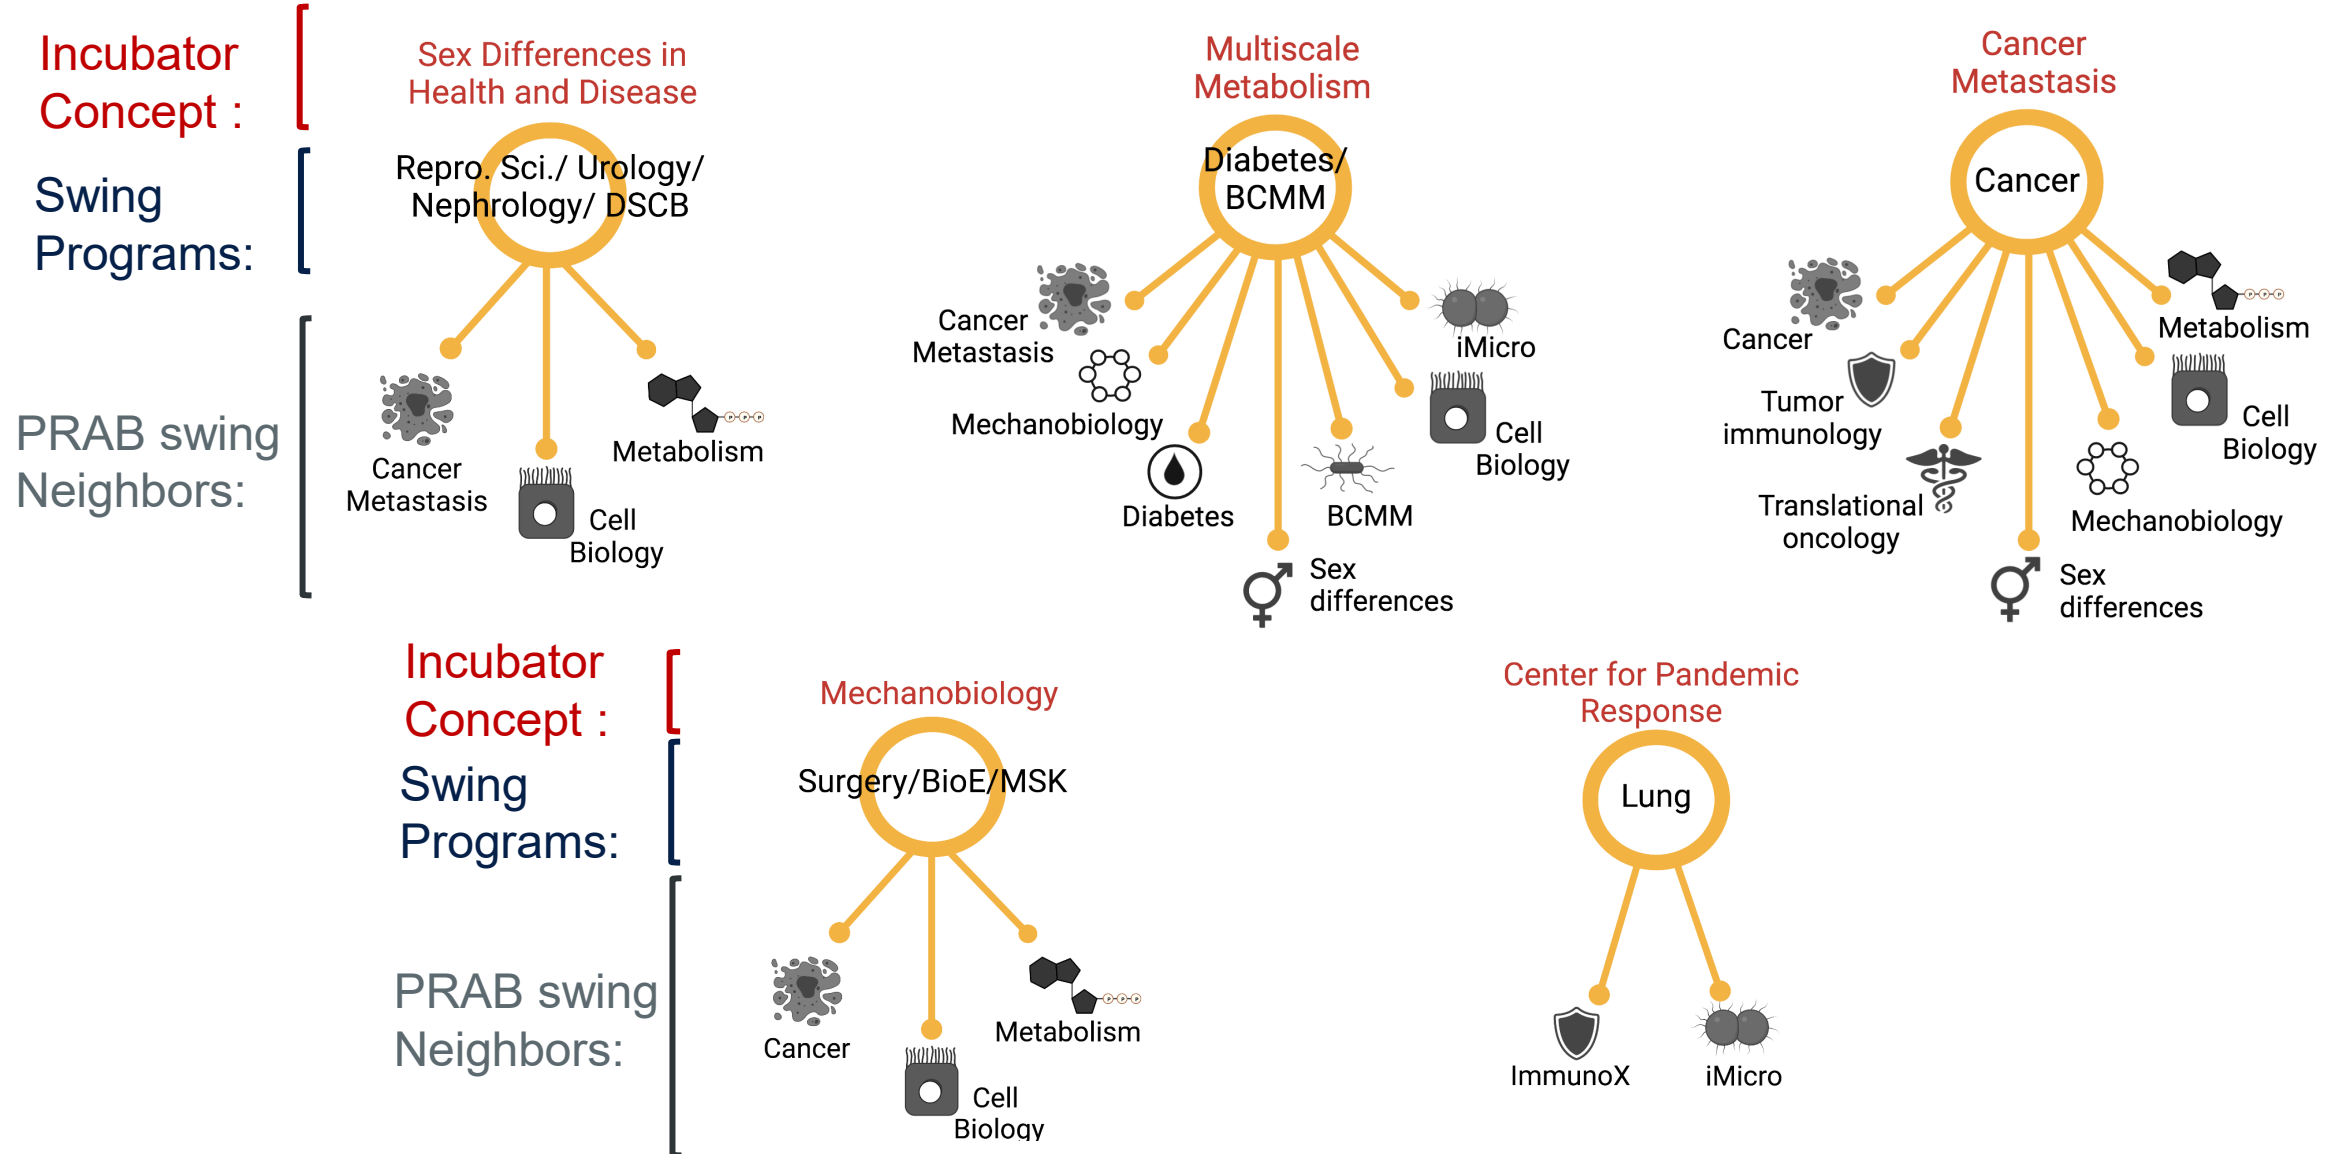 Incubator
Concept :
Swing
Programs:
PRAB swing
Neighbors:
Sex Differences in
Health and Disease
Repro. Sci./ Urology/
Nephrology/ DSCB
Cancer
Metastasis
Cell
Biology
Metabolism
Multiscale
Metabolism
Diabetes/
BCMM
Cancer
Metastasis
Mechanobiology
Diabetes
Sex
differences
BCMM
Cell
Biology
iMicro
Cancer
Metastasis
Cancer
Cancer
Tumor
immunology
Translational
oncology
Sex
differences
Mechanobiology
Cell
Biology
Metabolism
P P P
Incubator
Concept :
Swing
Programs:
PRAB swing
Neighbors:
Mechanobiology
Surgery/BioE/MSK
Cancer
Cell
Biology
Metabolism
Center for Pandemic
Response
Lung
ImmunoX
iMicro